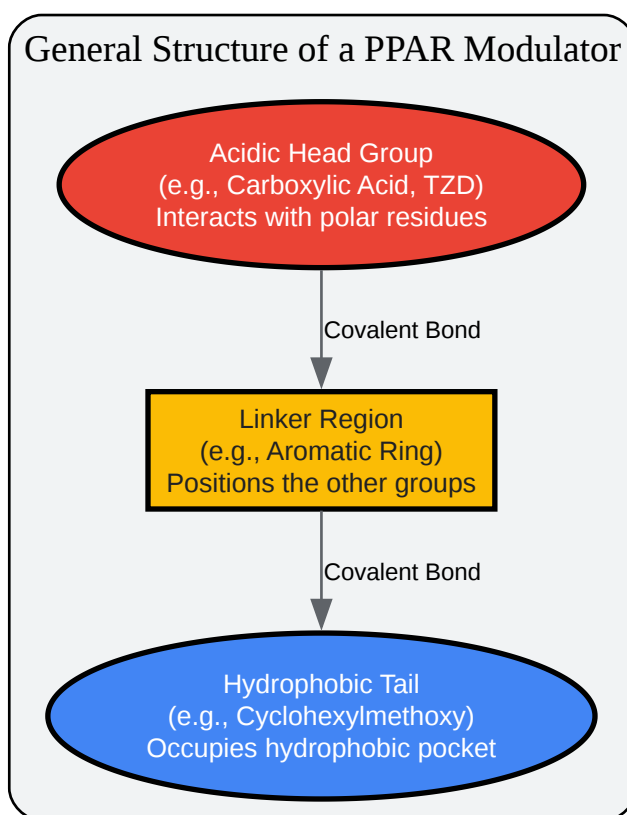 General Structure of a PPAR Modulator
Acidic Head Group
(e.g., Carboxylic Acid, TZD)
Interacts with polar residues
Covalent Bond
Linker Region
(e.g., Aromatic Ring)
Positions the other groups
Covalent Bond
Hydrophobic Tail
(e.g., Cyclohexylmethoxy)
Occupies hydrophobic pocket